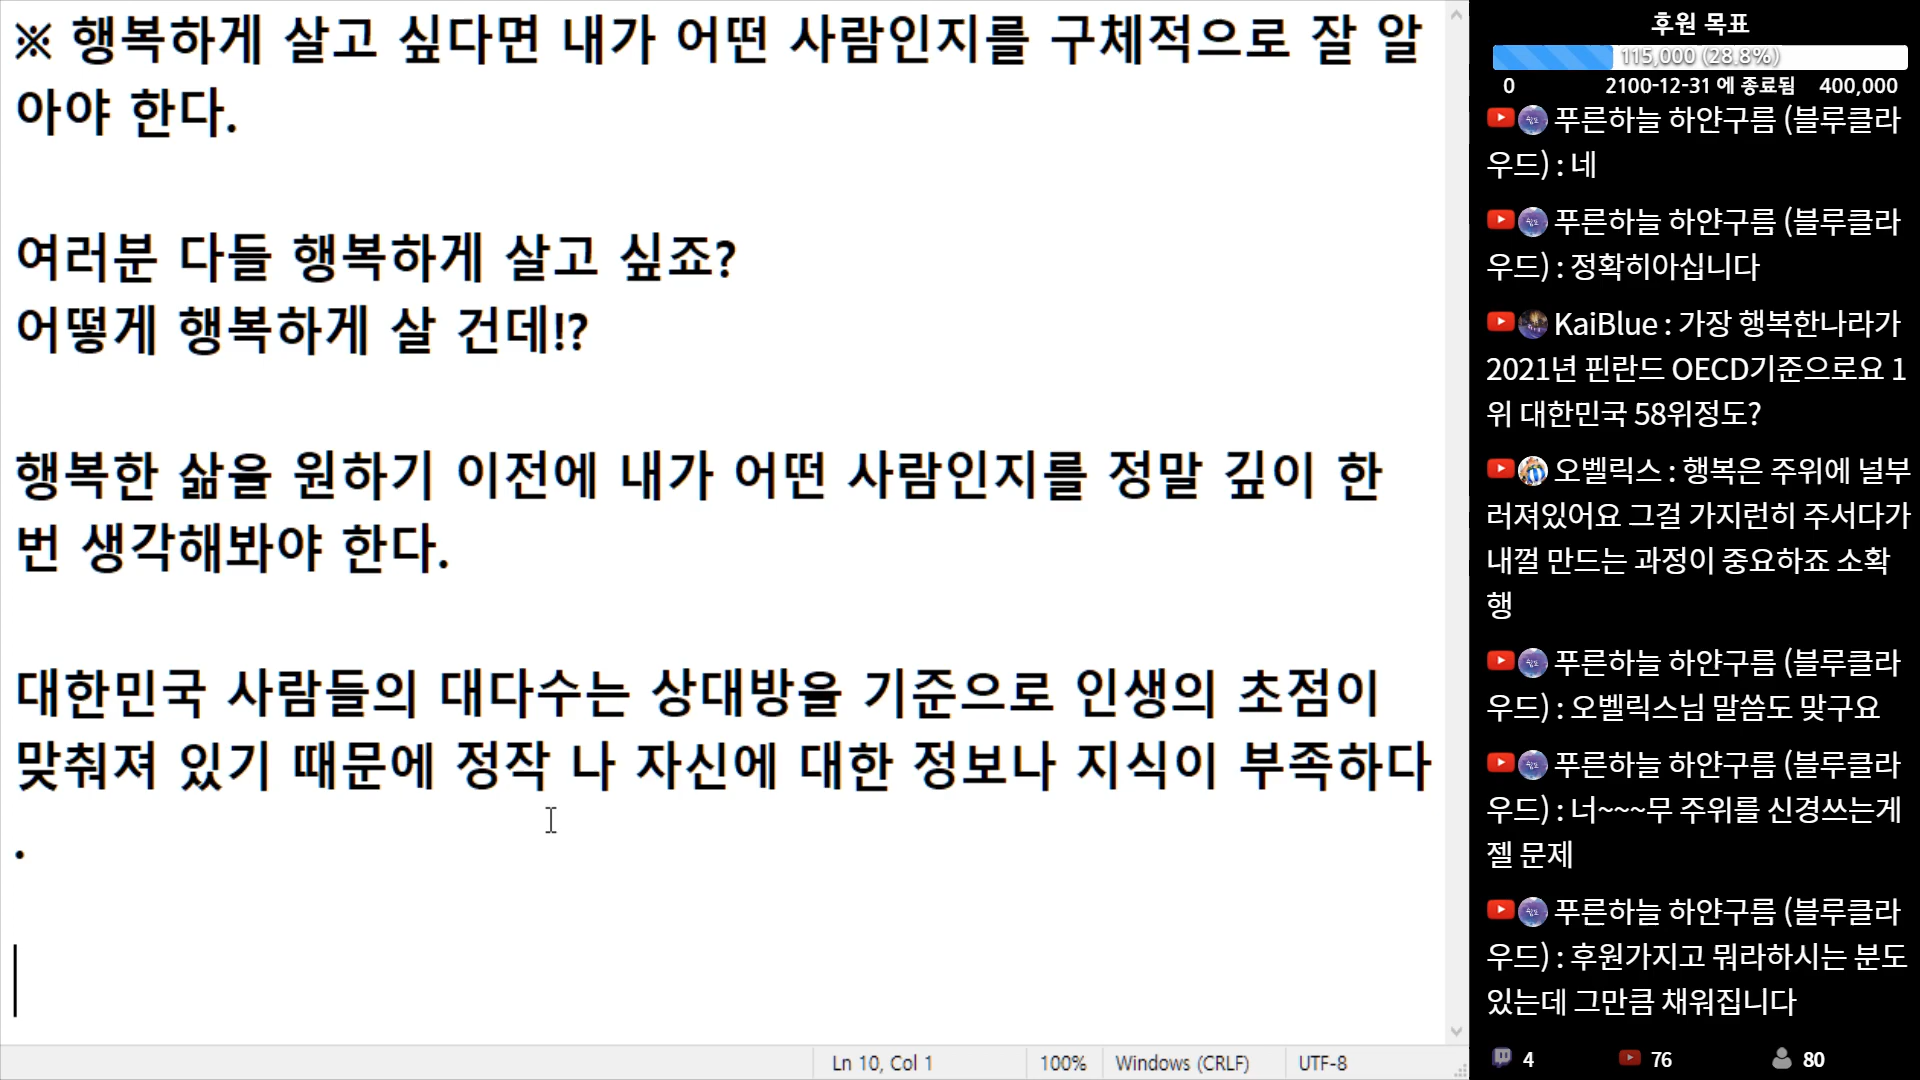 ※ 행복하게 살고 싶다면 내가 어떤 사람인지를 구체적으로 잘 알
아야 한다.
여러분 다들 행복하게 살고 싶죠?
어떻게 행복하게 살 건데!?
행복한 삶을 원하기 이전에 내가 어떤 사람인지를 정말 깊이 한
번 생각해봐야 한다.
대한민국 사람들의 대다수는 상대방을 기준으로 인생의 초점이
맞춰져 있기 때문에 정작 나 자신에 대한 정보나 지식이 부족하다
.
Ln 10, Col 1
100%
Windows (CRLF)
UTF-8
후원 목표
115,000 (28.8%)
0
2100-12-31 에 종료됨
400,000
푸른하늘 하얀구름 (블루클라
우드) : 네
푸른하늘 하얀구름 (블루클라
우드) : 정확히아십니다
KaiBlue : 가장 행복한나라가
2021년 핀란드 OECD기준으로요 1
위 대한민국 58위정도?
오벨릭스 : 행복은 주위에 널부
러져있어요 그걸 가지런히 주서다가
내껄 만드는 과정이 중요하죠 소확
행
푸른하늘 하얀구름 (블루클라
우드) : 오벨릭스님 말씀도 맞구요
푸른하늘 하얀구름 (블루클라
우드) : 너~~~무 주위를 신경쓰는게
젤 문제
푸른하늘 하얀구름 (블루클라
우드) : 후원가지고 뭐라하시는 분도
있는데 그만큼 채워집니다
4
76
80